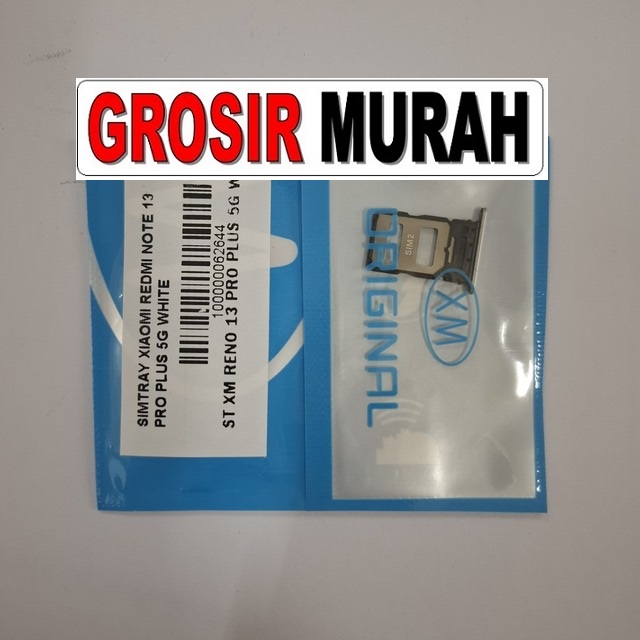 GROSIR MURAH
SIMTRAY XIAOMI REDMI NOTE 13
PRO PLUS 5G WHITE
100000062644
ST XM RENO 13 PRO PLUS 5G W
SIM2
ORIGINAL
XM